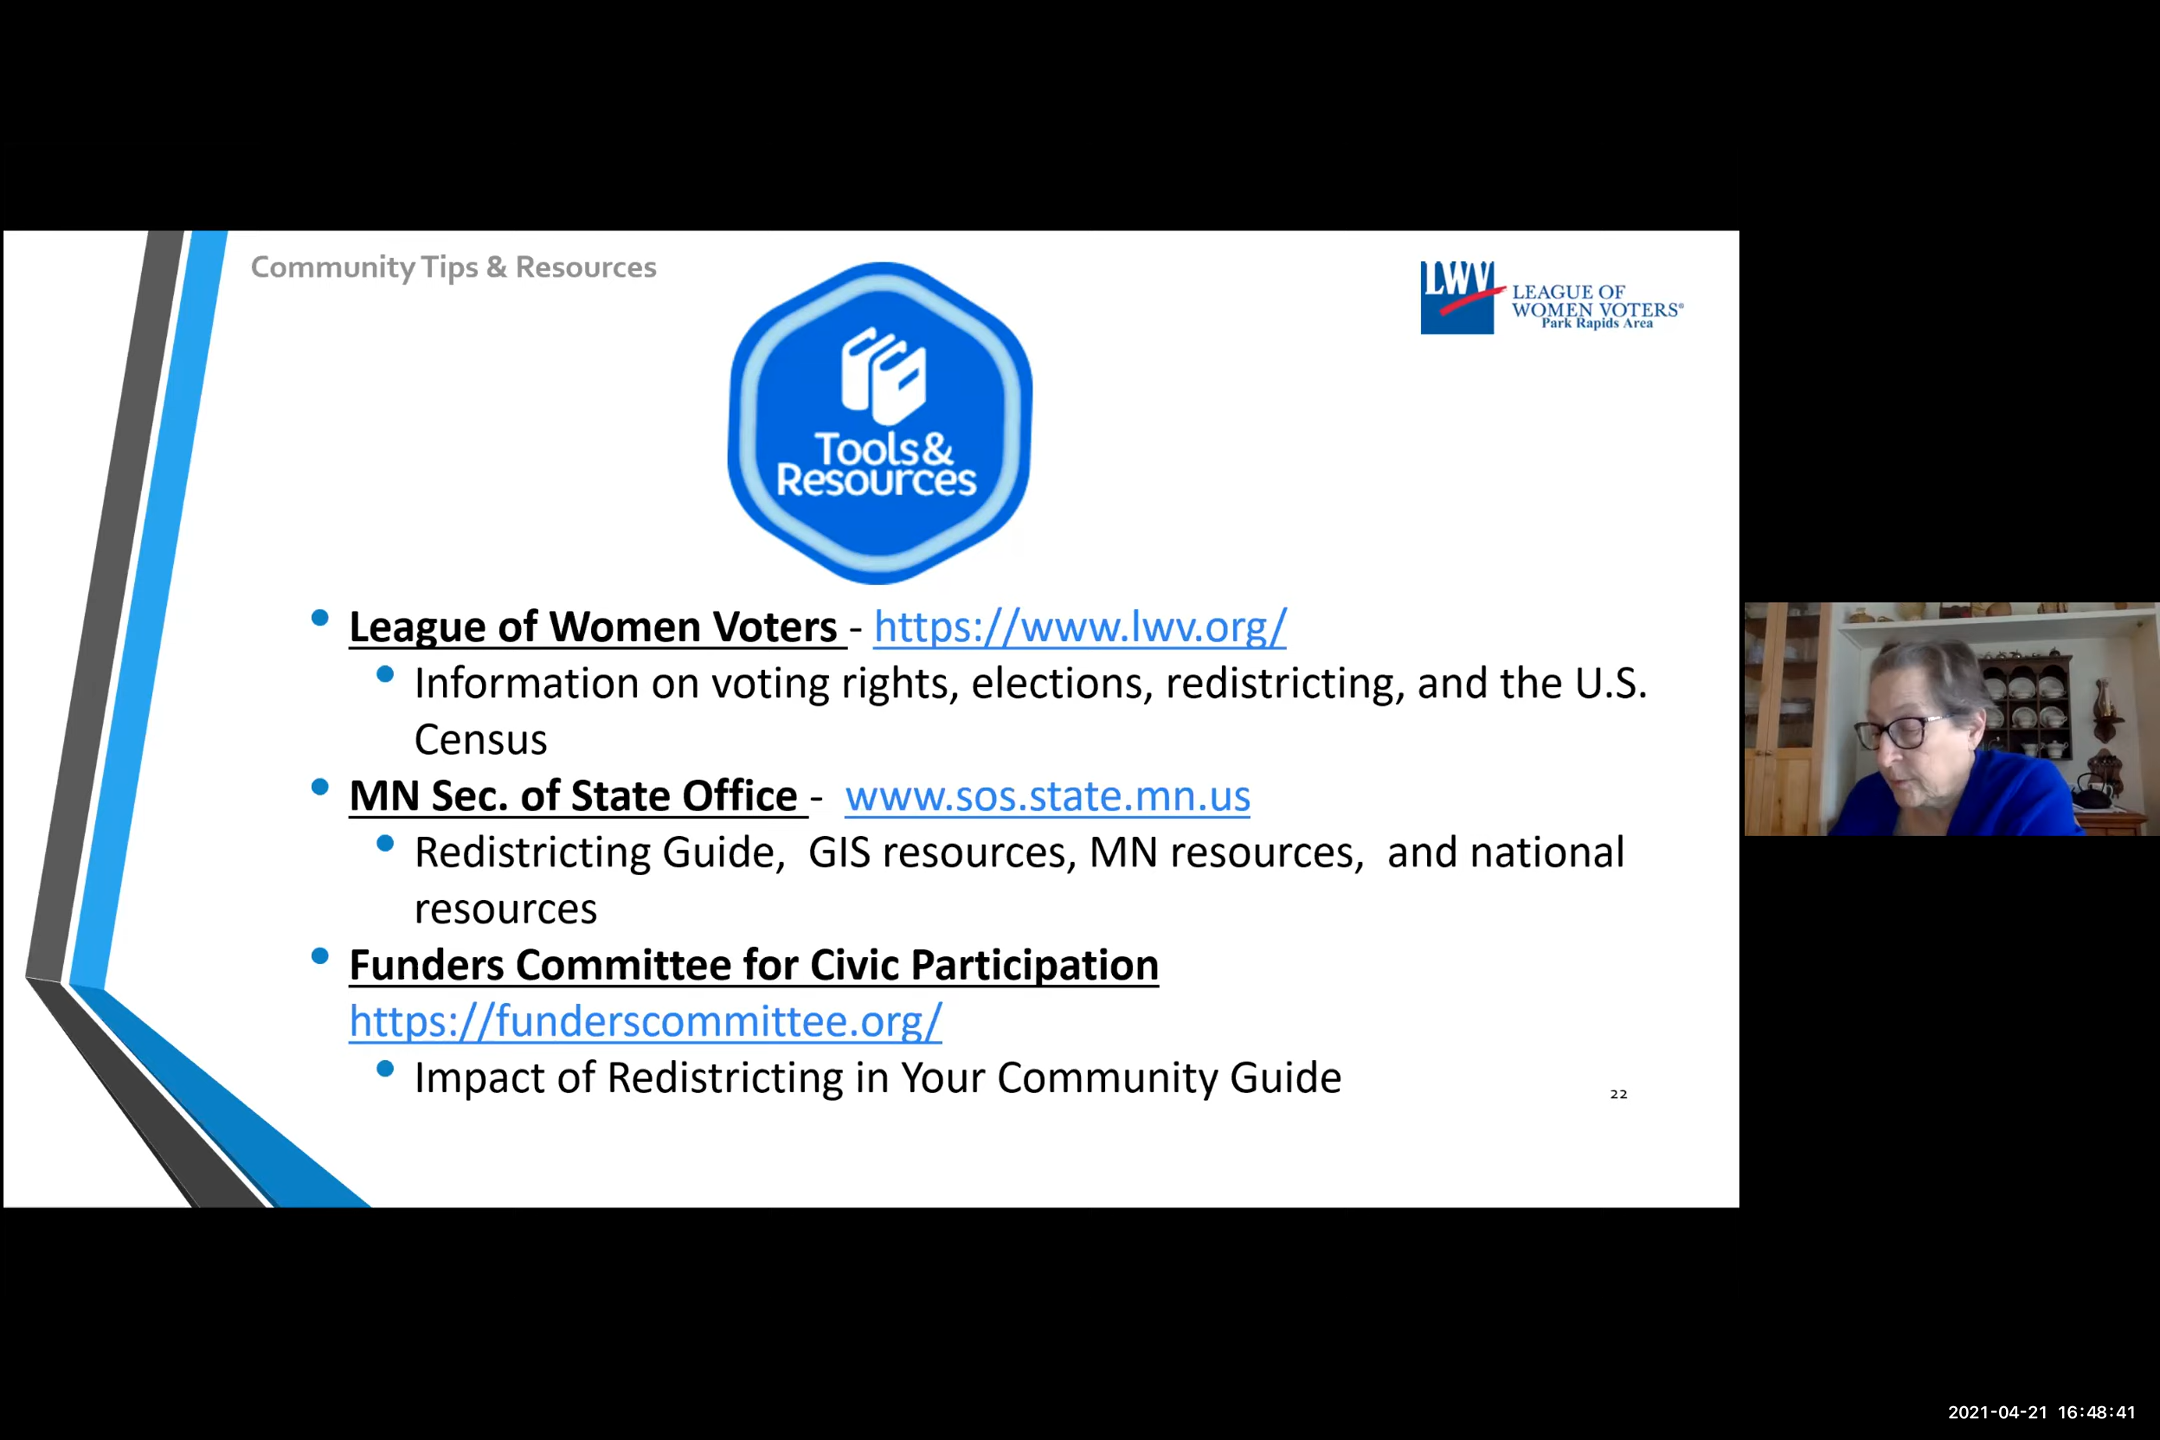 Community Tips & Resources
LWV
LEAGUE OF
WOMEN VOTERS®
Park Rapids Area
Tools&
Resources
• League of Women Voters - https://www.lwv.org/
• Information on voting rights, elections, redistricting, and the U.S.
Census
• MN Sec. of State Office - www.sos.state.mn.us
• Redistricting Guide, GIS resources, MN resources, and national
resources
• Funders Committee for Civic Participation
https://funderscommittee.org/
• Impact of Redistricting in Your Community Guide
22
2021-04-21 16:48:41